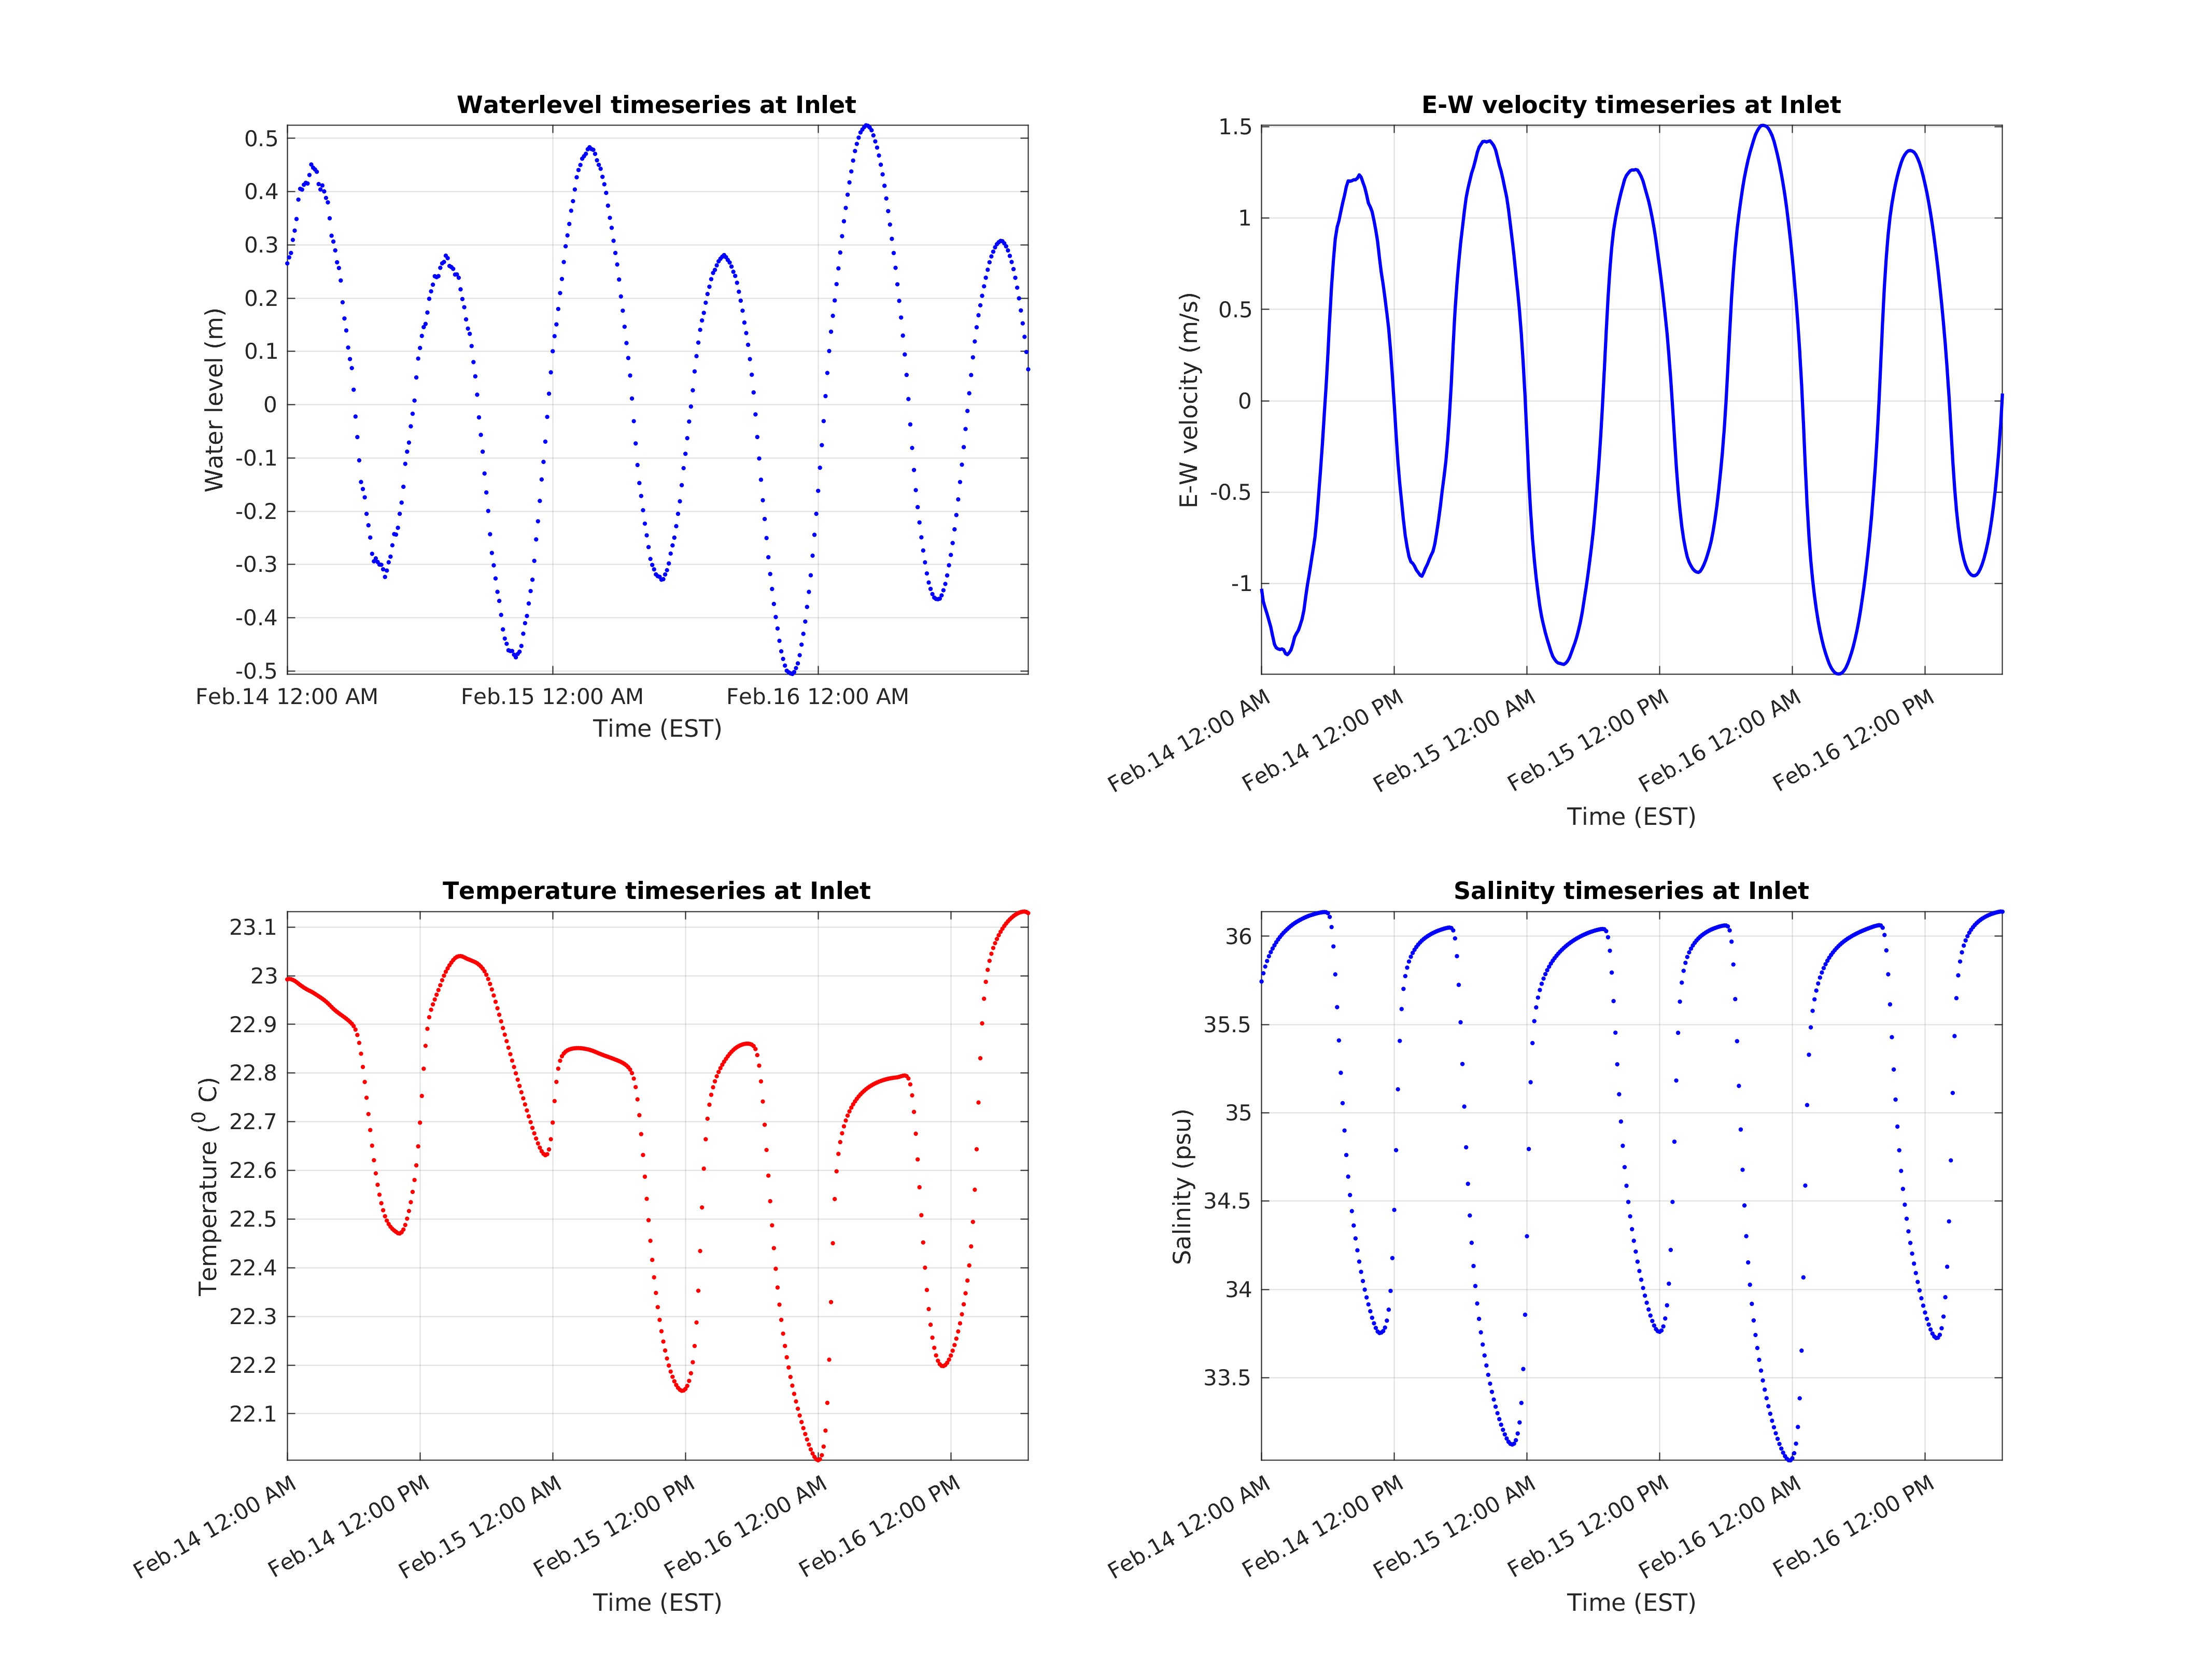 Waterlevel timeseries at Inlet
0.5
0.4
0.3
0.2
0.1
0
-0.1
-0.2
-0.3
-0.4
-0.5
Water level (m)
Feb.14 12:00 AM Feb.15 12:00 AM Feb.16 12:00 AM
Time (EST)
E-W velocity timeseries at Inlet
1.5
1
0.5
0
-0.5
-1
E-W velocity (m/s)
Feb.14 12:00 AM
Feb.14 12:00 PM
Feb.15 12:00 AM
Feb.15 12:00 PM
Feb.16 12:00 AM
Feb.16 12:00 PM
Time (EST)
Temperature timeseries at Inlet
23.1
23
22.9
22.8
22.7
22.6
22.5
22.4
22.3
22.2
22.1
Temperature (⁰ C)
Feb.14 12:00 AM
Feb.14 12:00 PM
Feb.15 12:00 AM
Feb.15 12:00 PM
Feb.16 12:00 AM
Feb.16 12:00 PM
Time (EST)
Salinity timeseries at Inlet
36
35.5
35
34.5
34
33.5
Salinity (psu)
Feb.14 12:00 AM
Feb.14 12:00 PM
Feb.15 12:00 AM
Feb.15 12:00 PM
Feb.16 12:00 AM
Feb.16 12:00 PM
Time (EST)